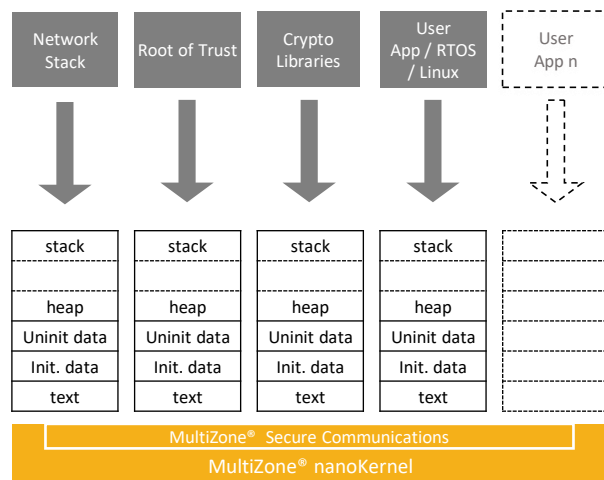 Network
Stack
Root of Trust
Crypto
Libraries
User
App / RTOS
/ Linux
User
App n
stack
stack
stack
stack
heap
heap
heap
heap
Uninit data
Uninit data
Uninit data
Uninit data
Init. data
Init. data
Init. data
Init. data
text
text
text
text
MultiZone® Secure Communications
MultiZone® nanoKernel